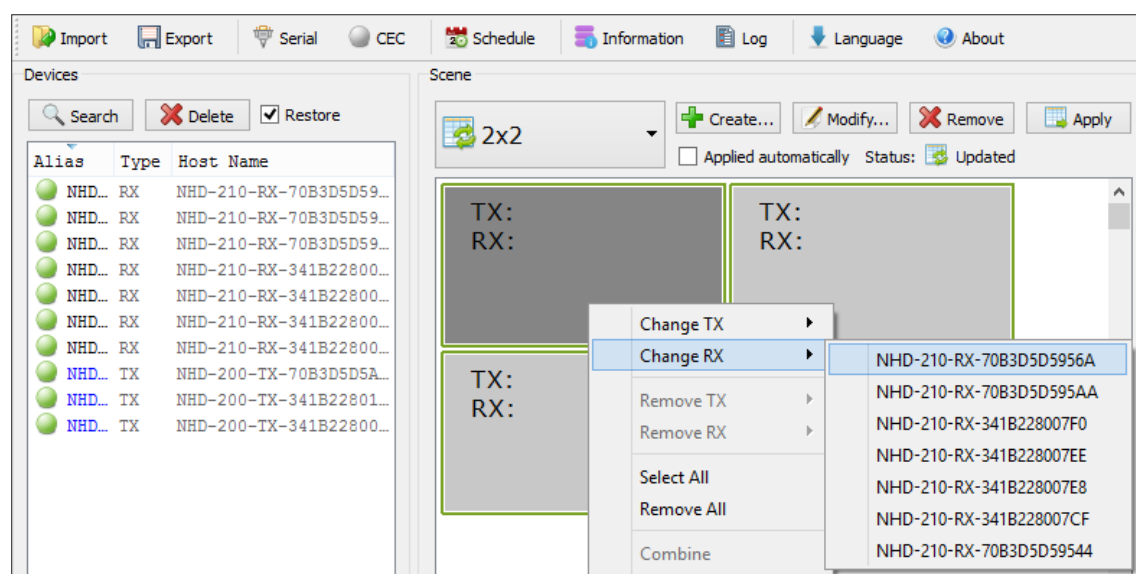 Import Export Serial CEC 20 Schedule Information Log Language About
Devices
Search Delete Restore
Alias Type Host Name
NHD… RX NHD-210-RX-70B3D5D59…
NHD… RX NHD-210-RX-70B3D5D59…
NHD… RX NHD-210-RX-70B3D5D59…
NHD… RX NHD-210-RX-341B22800…
NHD… RX NHD-210-RX-341B22800…
NHD… RX NHD-210-RX-341B22800…
NHD… RX NHD-210-RX-341B22800…
NHD… TX NHD-200-TX-70B3D5D5A…
NHD… TX NHD-200-TX-341B22801…
NHD… TX NHD-200-TX-341B22800…
Scene
2x2
Create... Modify... Remove Apply
Applied automatically Status: Updated
TX:
RX:
TX:
RX:
TX:
RX:
Change TX
Change RX
Remove TX
Remove RX
Select All
Remove All
Combine
NHD-210-RX-70B3D5D5956A
NHD-210-RX-70B3D5D595AA
NHD-210-RX-341B228007F0
NHD-210-RX-341B228007EE
NHD-210-RX-341B228007E8
NHD-210-RX-341B228007CF
NHD-210-RX-70B3D5D59544